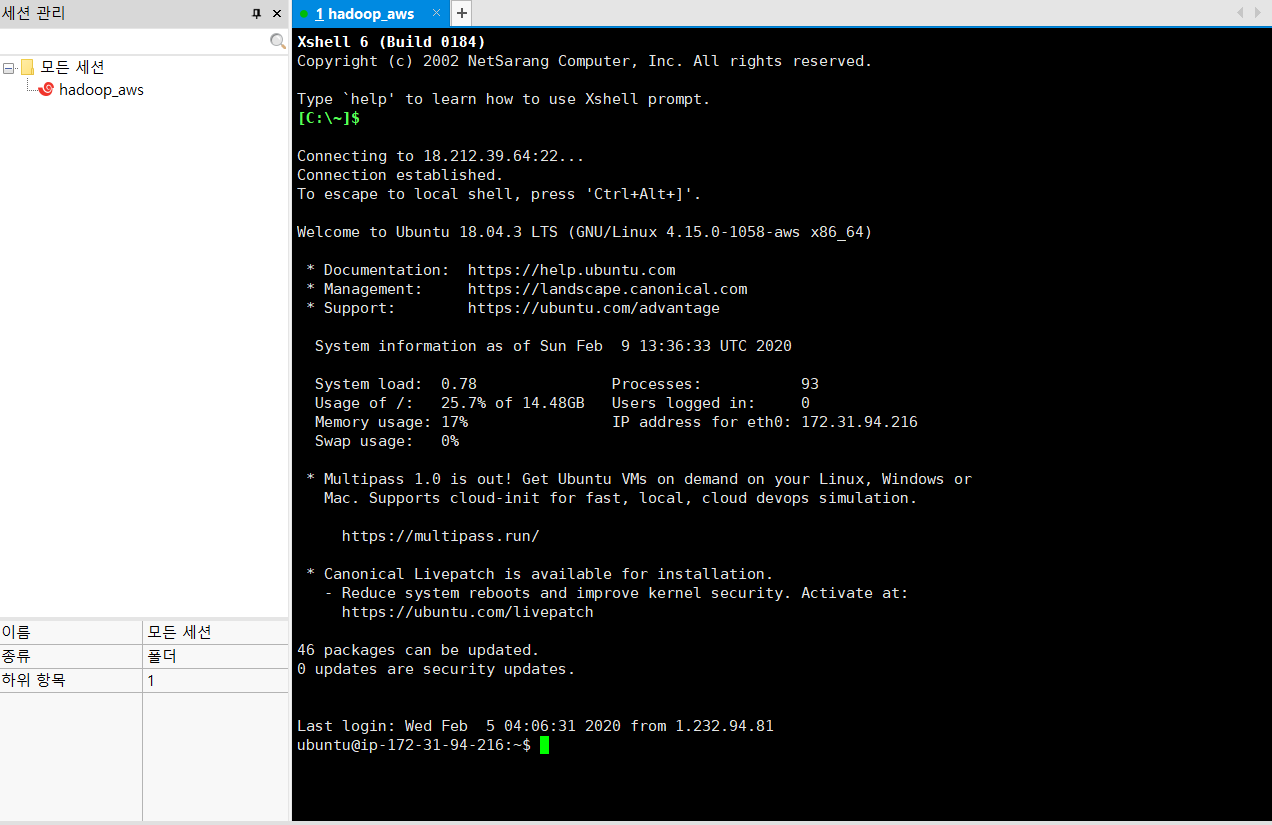 세션 관리
모든 세션
hadoop_aws
이름 모든 세션
종류 폴더
하위 항목 1
1 hadoop_aws
Xshell 6 (Build 0184)
Copyright (c) 2002 NetSarang Computer, Inc. All rights reserved.
Type `help' to learn how to use Xshell prompt.
[C:\~]$
Connecting to 18.212.39.64:22...
Connection established.
To escape to local shell, press 'Ctrl+Alt+]'.
Welcome to Ubuntu 18.04.3 LTS (GNU/Linux 4.15.0-1058-aws x86_64)
* Documentation:  https://help.ubuntu.com
* Management:     https://landscape.canonical.com
* Support:        https://ubuntu.com/advantage
System information as of Sun Feb  9 13:36:33 UTC 2020
System load:  0.78               Processes:           93
Usage of /:   25.7% of 14.48GB   Users logged in:     0
Memory usage: 17%                IP address for eth0: 172.31.94.216
Swap usage:   0%
* Multipass 1.0 is out! Get Ubuntu VMs on demand on your Linux, Windows or
Mac. Supports cloud-init for fast, local, cloud devops simulation.
https://multipass.run/
* Canonical Livepatch is available for installation.
- Reduce system reboots and improve kernel security. Activate at:
https://ubuntu.com/livepatch
46 packages can be updated.
0 updates are security updates.
Last login: Wed Feb  5 04:06:31 2020 from 1.232.94.81
ubuntu@ip-172-31-94-216:~$